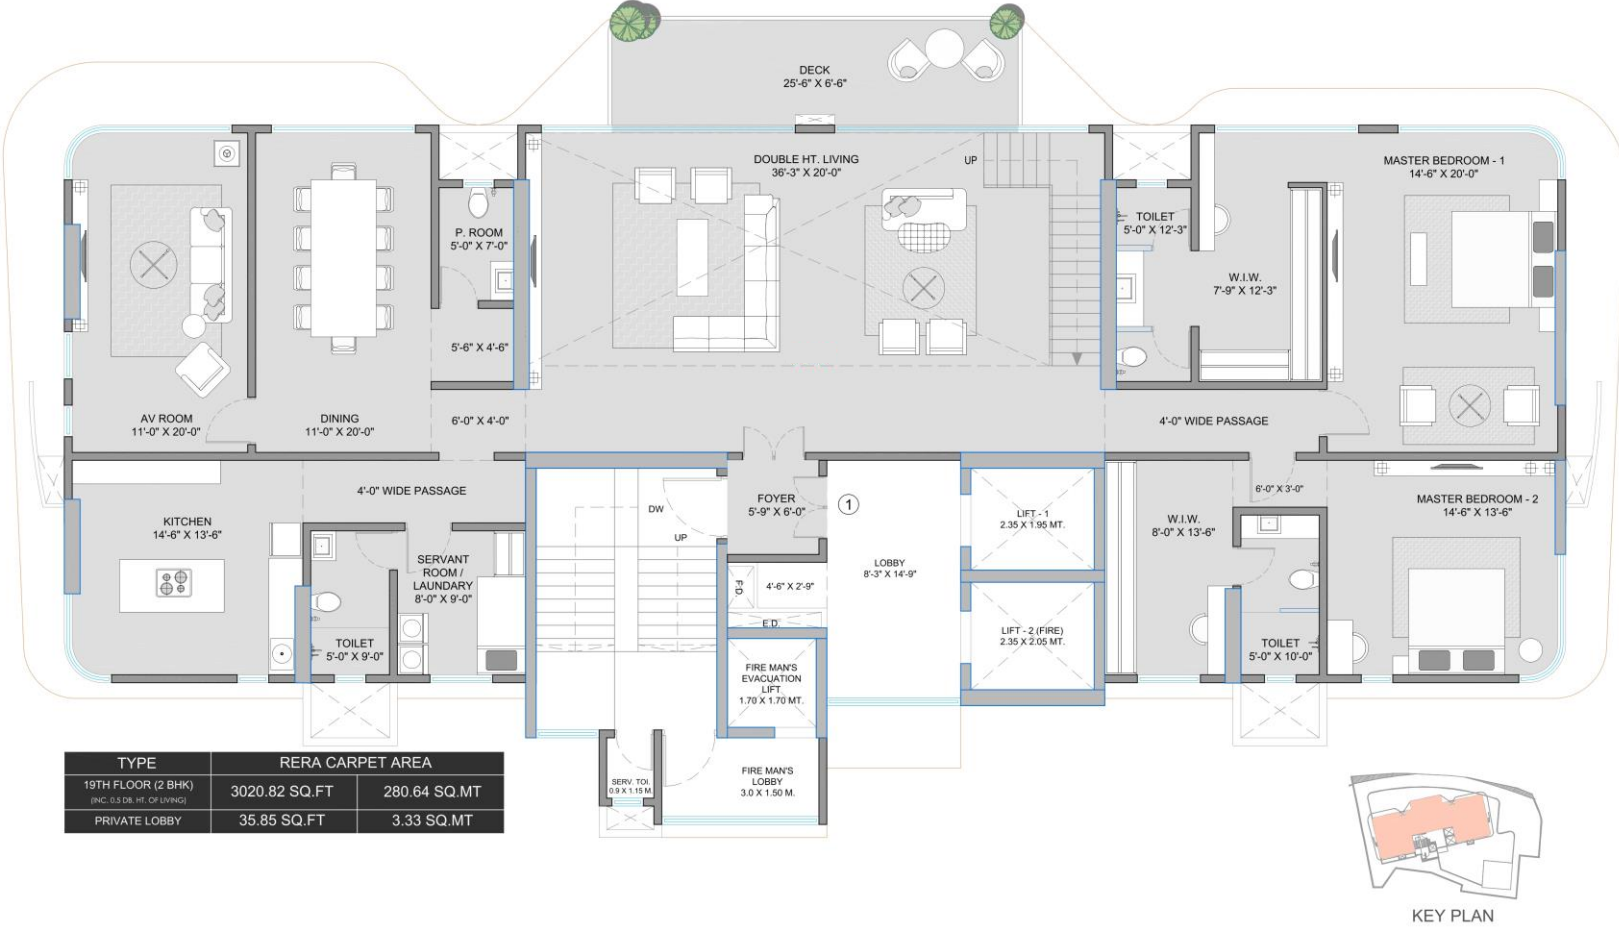 DECK
25'-6" X 6'-6"
DOUBLE HT. LIVING
36'-3" X 20'-0"
UP
MASTER BEDROOM - 1
14'-6" X 20'-0"
P. ROOM
5'-0" X 7'-0"
TOILET
5'-0" X 12'-3"
W.I.W.
7'-9" X 12'-3"
5'-6" X 4'-6"
AV ROOM
11'-0" X 20'-0"
DINING
11'-0" X 20'-0"
6'-0" X 4'-0"
4'-0" WIDE PASSAGE
4'-0" WIDE PASSAGE
KITCHEN
14'-6" X 13'-6"
DW
UP
FOYER
5'-9" X 6'-0"
1
LIFT - 1
2.35 X 1.95 MT.
W.I.W.
8'-0" X 13'-6"
6'-0" X 3'-0"
MASTER BEDROOM - 2
14'-6" X 13'-6"
SERVANT
ROOM /
LAUNDARY
8'-0" X 9'-0"
LOBBY
8'-3" X 14'-9"
F.D.
4'-6" X 2'-9"
E.D.
LIFT - 2 (FIRE)
2.35 X 2.05 MT.
TOILET
5'-0" X 9'-0"
TOILET
5'-0" X 10'-0"
FIRE MAN'S
EVACUATION
LIFT
1.70 X 1.70 MT.
SERV. TOI.
0.9 X 1.15 M.
FIRE MAN'S
LOBBY
3.0 X 1.50 M.
TYPE RERA CARPET AREA
19TH FLOOR (2 BHK) 3020.82 SQ.FT 280.64 SQ.MT
(INC. 0.5 DB. HT. OF LIVING)
PRIVATE LOBBY 35.85 SQ.FT 3.33 SQ.MT
KEY PLAN